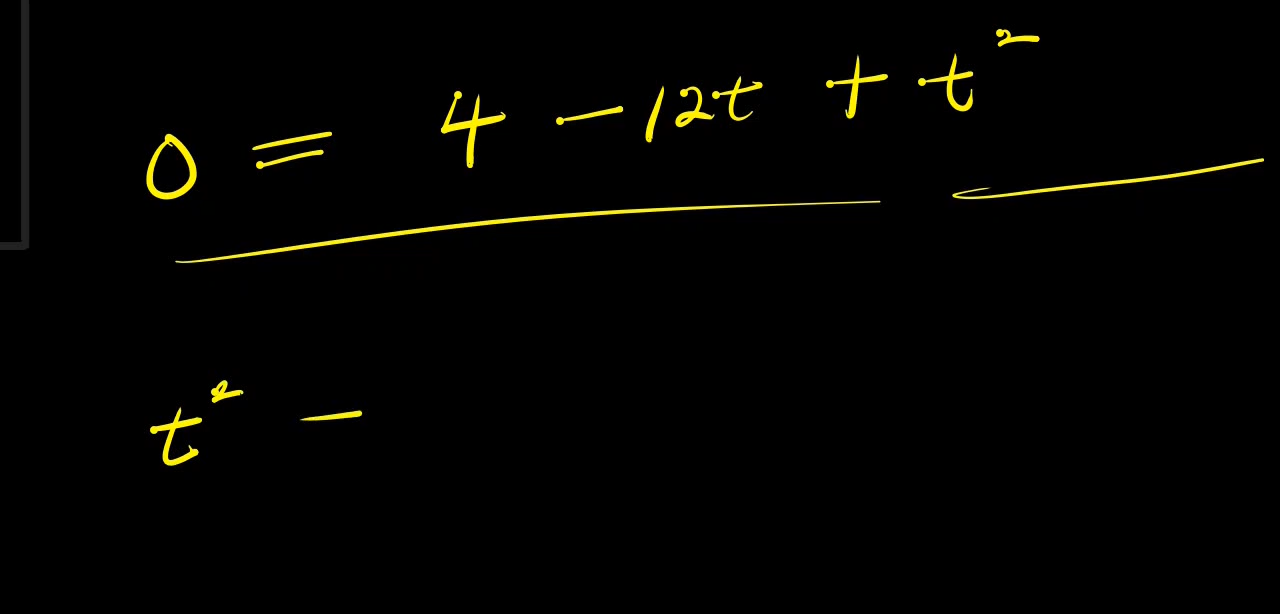 0 = 4 - 12t + t²
t² -